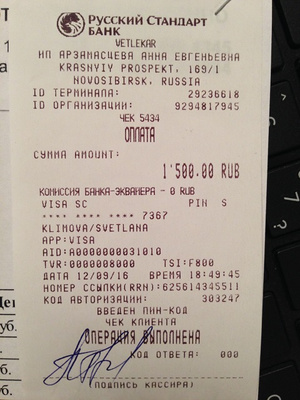 Русский Стандарт
БАНК
VETLEKAR
ИП АРЗАМАСЦЕВА АННА ЕВГЕНЬЕВНА
KRASNYIY PROSPEKT, 169/1
NOVOSIBIRSK, RUSSIA
ID ТЕРМИНАЛА: 29236618
ID ОРГАНИЗАЦИИ: 9294817945
ЧЕК 5434
ОПЛАТА
СУММА AMOUNT:
1'500.00 RUB
КОМИССИЯ БАНКА-ЭКВАЙЕРА - 0 RUB
VISA SC PIN S
**** **** **** 7367
KLIMOVA/SVETLANA
APP:VISA
AID:A0000000031010
TVR:0000008000 TSI:F800
ДАТА 12/09/16 ВРЕМЯ 18:49:45
НОМЕР ССЫЛКИ(RRN):625614345511
КОД АВТОРИЗАЦИИ: 303247
ВВЕДЕН ПИН-КОД
ЧЕК КЛИЕНТА
ОПЕРАЦИЯ ВЫПОЛНЕНА
КОД ОТВЕТА: 000
(ПОДПИСЬ КАССИРА)